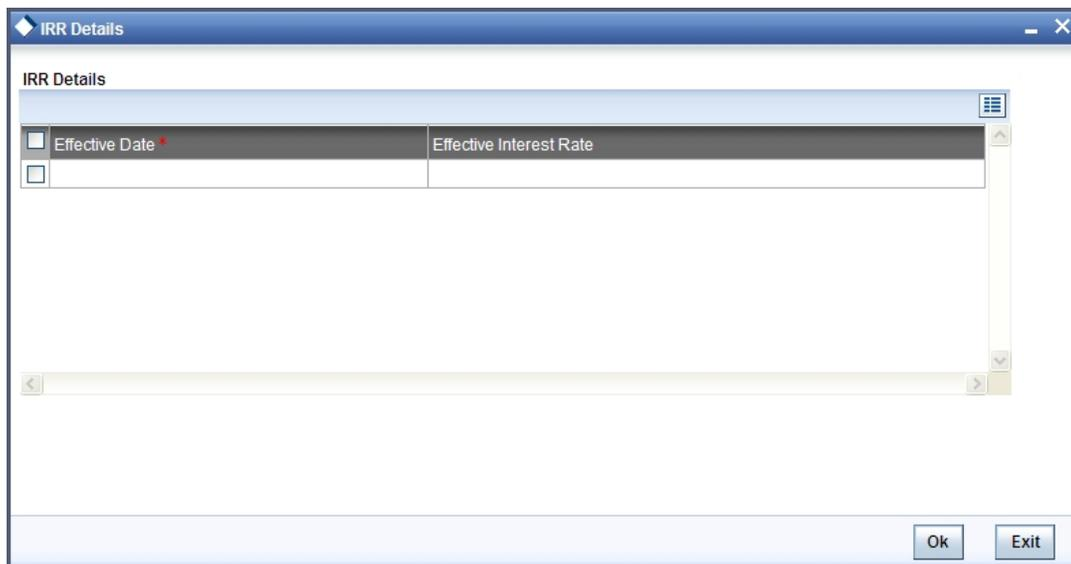 IRR Details
IRR Details
Effective Date * Effective Interest Rate
Ok Exit